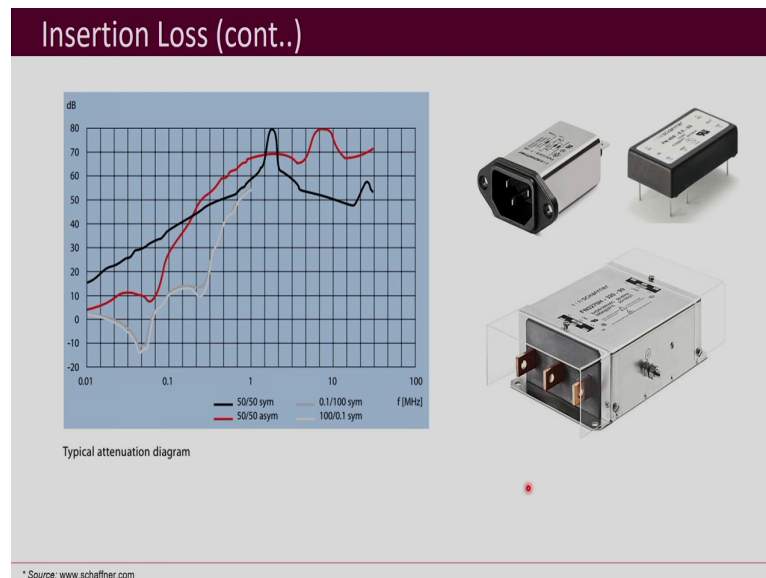 Insertion Loss (cont..)
dB
80
70
60
50
40
30
20
10
0
-10
-20
0.01 0.1 1 10 100
f [MHz]
50/50 sym 0.1/100 sym
50/50 asym 100/0.1 sym
Typical attenuation diagram
schaffner
* Source: www.schaffner.com